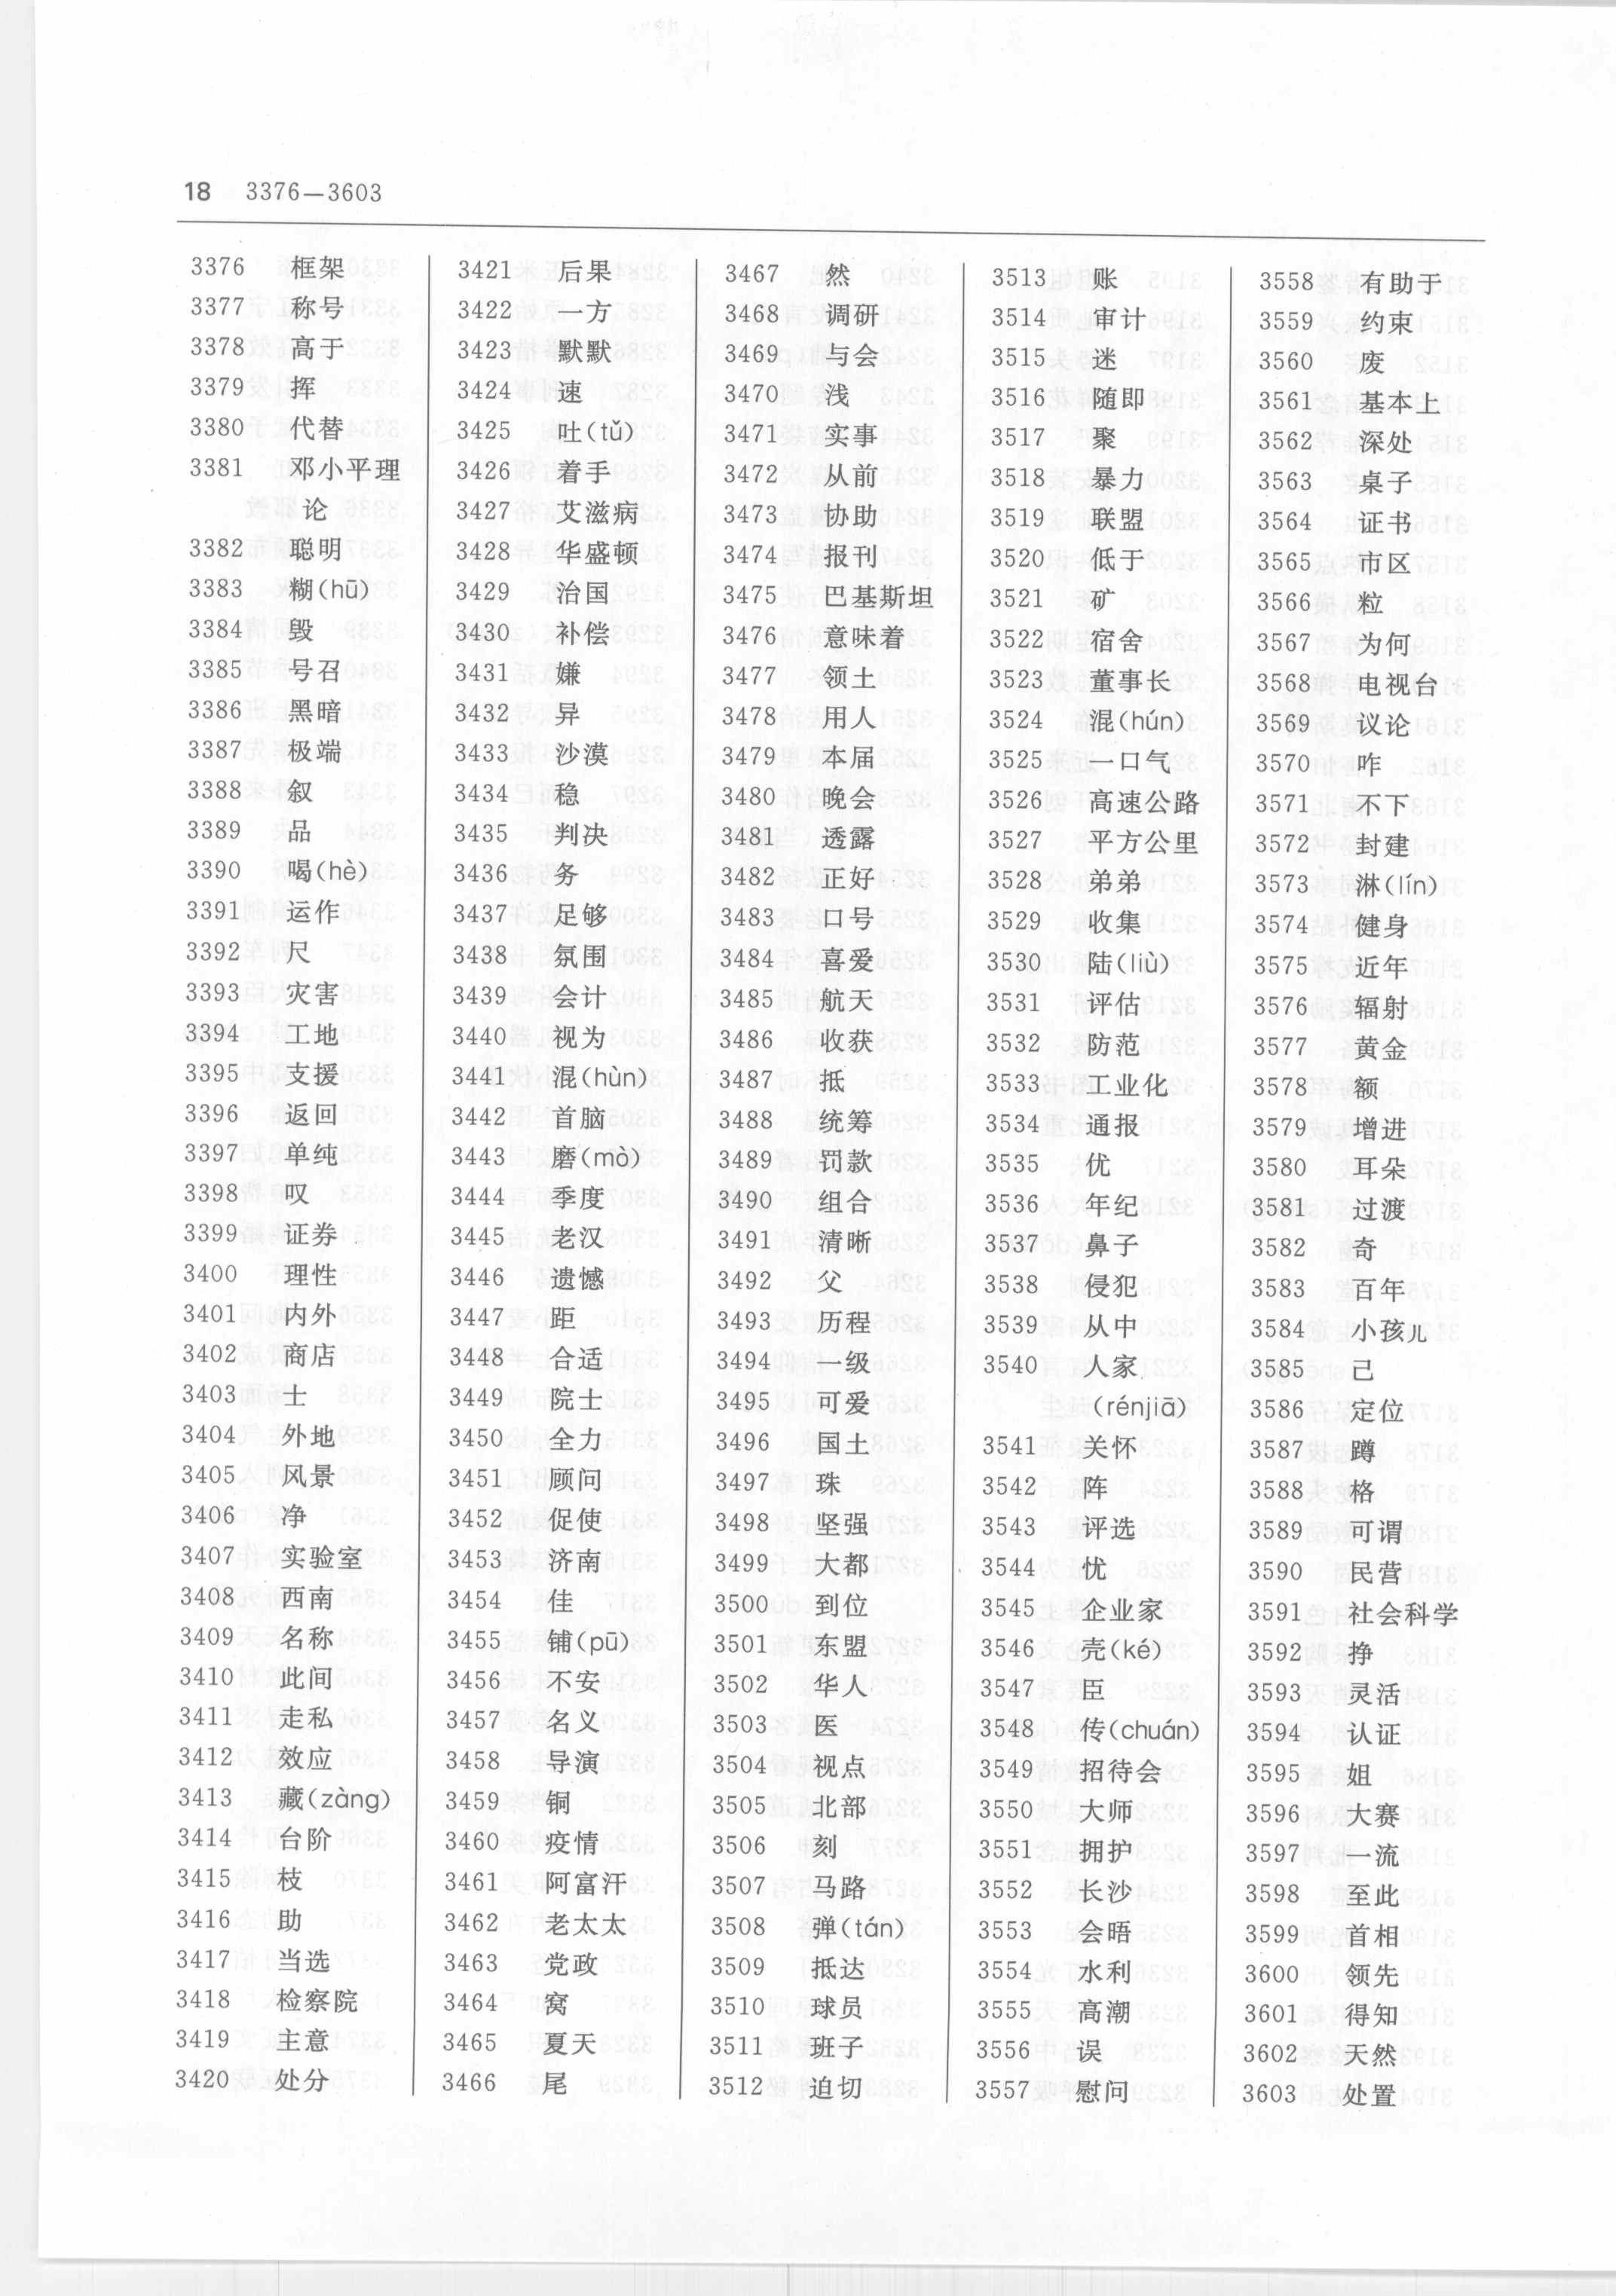 18 3376—3603
3376 框架
3377 称号
3378 高于
3379 挥
3380 代替
3381 邓小平理
论
3382 聪明
3383 糊(hū)
3384 毁
3385 号召
3386 黑暗
3387 极端
3388 叙
3389 品
3390 喝(hè)
3391 运作
3392 尺
3393 灾害
3394 工地
3395 支援
3396 返回
3397 单纯
3398 叹
3399 证券
3400 理性
3401 内外
3402 商店
3403 士
3404 外地
3405 风景
3406 净
3407 实验室
3408 西南
3409 名称
3410 此间
3411 走私
3412 效应
3413 藏(zàng)
3414 台阶
3415 枝
3416 助
3417 当选
3418 检察院
3419 主意
3420 处分
3421 后果
3422 一方
3423 默默
3424 速
3425 吐(tǔ)
3426 着手
3427 艾滋病
3428 华盛顿
3429 治国
3430 补偿
3431 嫌
3432 异
3433 沙漠
3434 稳
3435 判决
3436 务
3437 足够
3438 氛围
3439 会计
3440 视为
3441 混(hùn)
3442 首脑
3443 磨(mò)
3444 季度
3445 老汉
3446 遗憾
3447 距
3448 合适
3449 院士
3450 全力
3451 顾问
3452 促使
3453 济南
3454 佳
3455 铺(pū)
3456 不安
3457 名义
3458 导演
3459 铜
3460 疫情
3461 阿富汗
3462 老太太
3463 党政
3464 窝
3465 夏天
3466 尾
3467 然
3468 调研
3469 与会
3470 浅
3471 实事
3472 从前
3473 协助
3474 报刊
3475 巴基斯坦
3476 意味着
3477 领土
3478 用人
3479 本届
3480 晚会
3481 透露
3482 正好
3483 口号
3484 喜爱
3485 航天
3486 收获
3487 抵
3488 统筹
3489 罚款
3490 组合
3491 清晰
3492 父
3493 历程
3494 一级
3495 可爱
3496 国土
3497 珠
3498 坚强
3499 大都
3500 到位
3501 东盟
3502 华人
3503 医
3504 视点
3505 北部
3506 刻
3507 马路
3508 弹(tán)
3509 抵达
3510 球员
3511 班子
3512 迫切
3513 账
3514 审计
3515 迷
3516 随即
3517 聚
3518 暴力
3519 联盟
3520 低于
3521 矿
3522 宿舍
3523 董事长
3524 混(hún)
3525 一口气
3526 高速公路
3527 平方公里
3528 弟弟
3529 收集
3530 陆(liù)
3531 评估
3532 防范
3533 工业化
3534 通报
3535 优
3536 年纪
3537 鼻子
3538 侵犯
3539 从中
3540 人家
(rénjiā)
3541 关怀
3542 阵
3543 评选
3544 忧
3545 企业家
3546 壳(ké)
3547 臣
3548 传(chuán)
3549 招待会
3550 大师
3551 拥护
3552 长沙
3553 会晤
3554 水利
3555 高潮
3556 误
3557 慰问
3558 有助于
3559 约束
3560 废
3561 基本上
3562 深处
3563 桌子
3564 证书
3565 市区
3566 粒
3567 为何
3568 电视台
3569 议论
3570 咋
3571 不下
3572 封建
3573 淋(lín)
3574 健身
3575 近年
3576 辐射
3577 黄金
3578 额
3579 增进
3580 耳朵
3581 过渡
3582 奇
3583 百年
3584 小孩儿
3585 己
3586 定位
3587 蹲
3588 格
3589 可谓
3590 民营
3591 社会科学
3592 挣
3593 灵活
3594 认证
3595 姐
3596 大赛
3597 一流
3598 至此
3599 首相
3600 领先
3601 得知
3602 天然
3603 处置